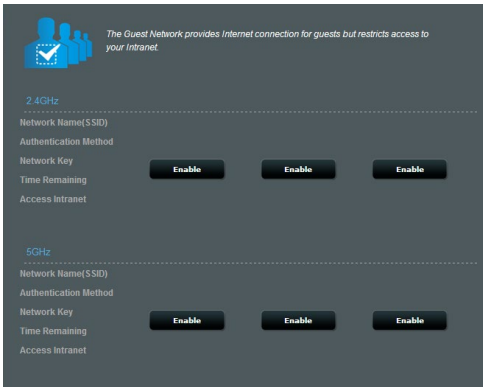 The Guest Network provides Internet connection for guests but restricts access to
your Intranet.
2.4GHz
Network Name(SSID)
Authentication Method
Network Key
Enable Enable Enable
Time Remaining
Access Intranet
5GHz
Network Name(SSID)
Authentication Method
Network Key
Enable Enable Enable
Time Remaining
Access Intranet